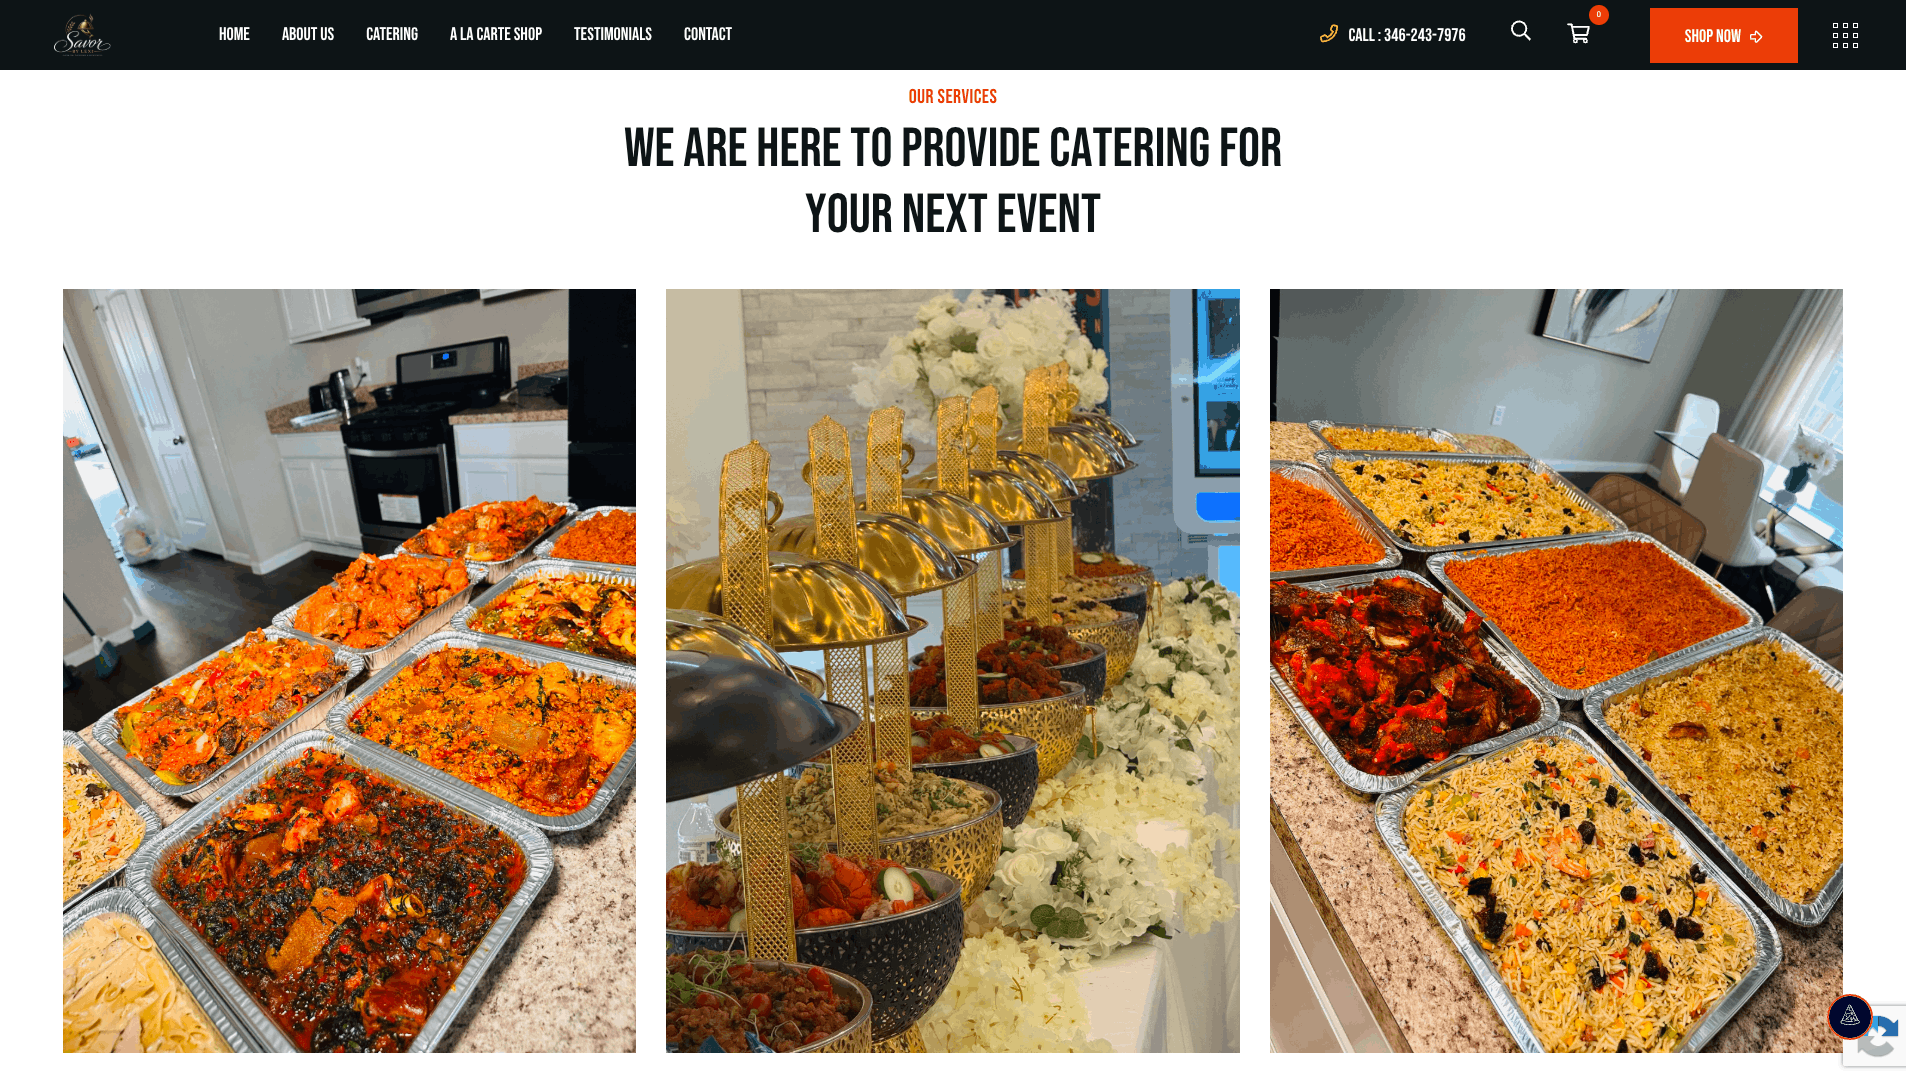 Savor
HOME
ABOUT US
CATERING
A LA CARTE SHOP
TESTIMONIALS
CONTACT
CALL : 346-243-7976
0
SHOP NOW
OUR SERVICES
WE ARE HERE TO PROVIDE CATERING FOR
YOUR NEXT EVENT